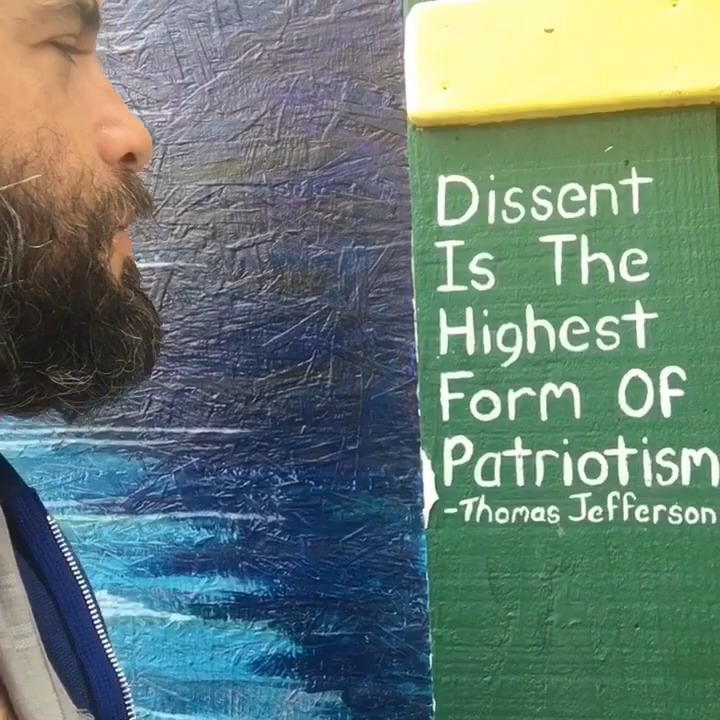 Dissent
Is The
Highest
Form Of
Patriotism
-Thomas Jefferson